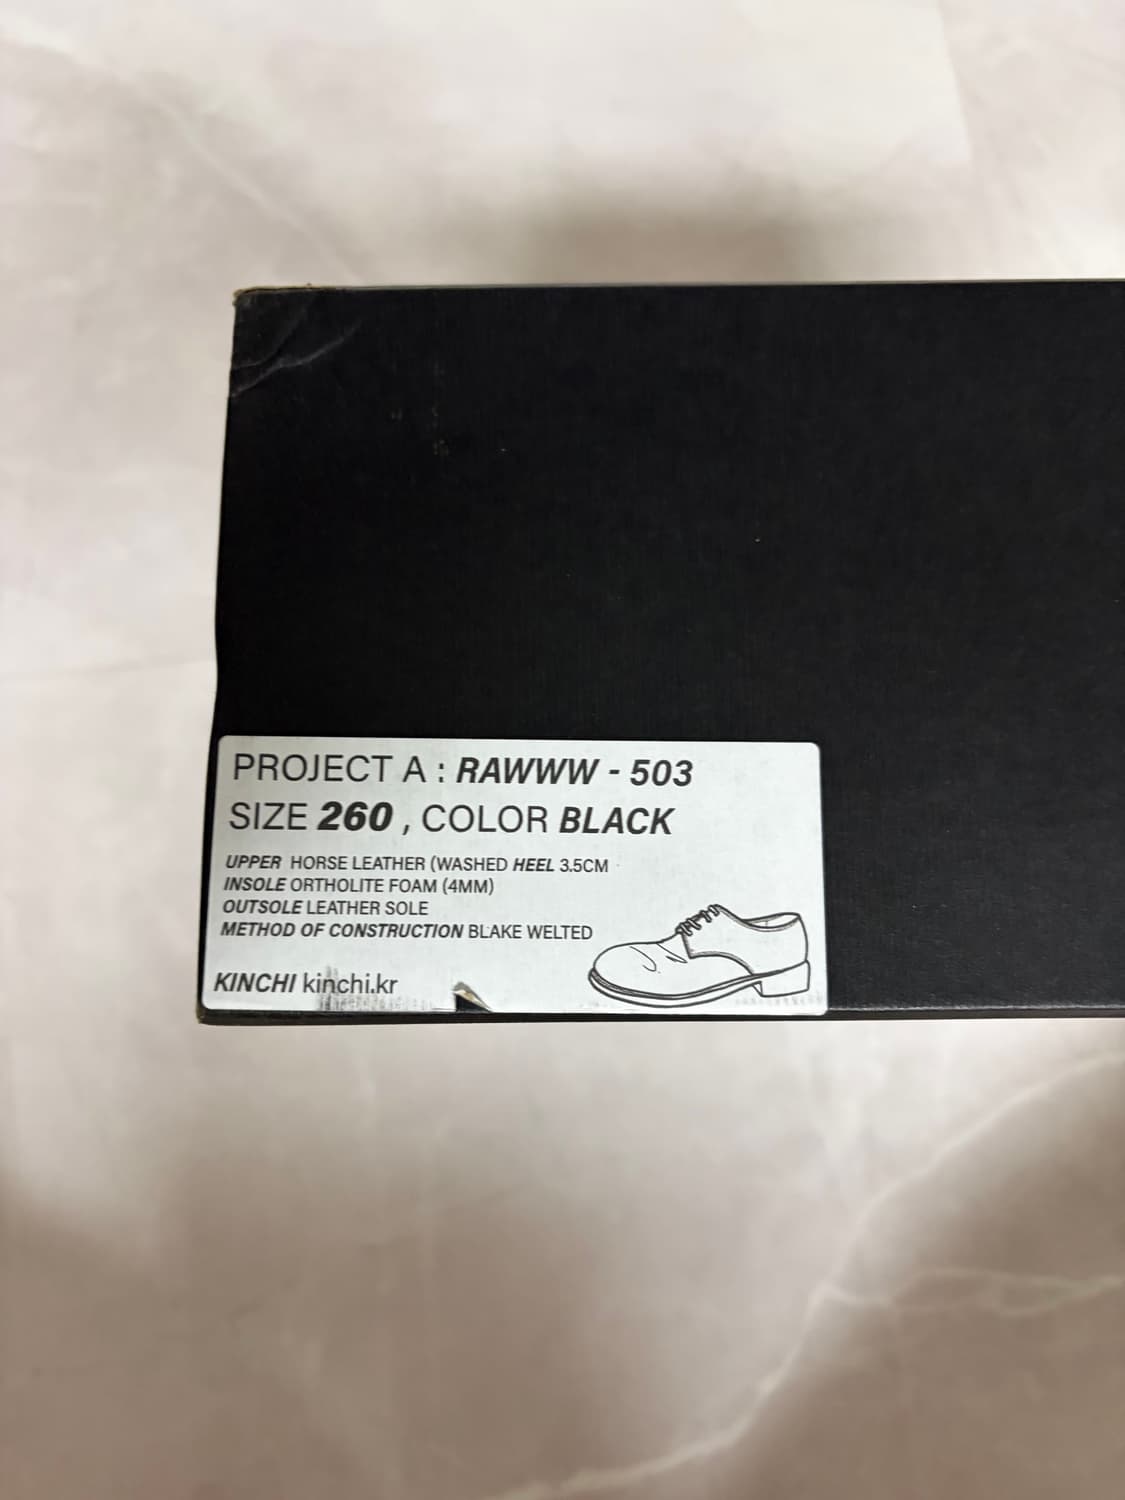 PROJECT A : RAWWW - 503
SIZE 260 , COLOR BLACK
UPPER HORSE LEATHER (WASHED HEEL 3.5CM
INSOLE ORTHOLITE FOAM (4MM)
OUTSOLE LEATHER SOLE
METHOD OF CONSTRUCTION BLAKE WELTED
KINCHI kinchi.kr